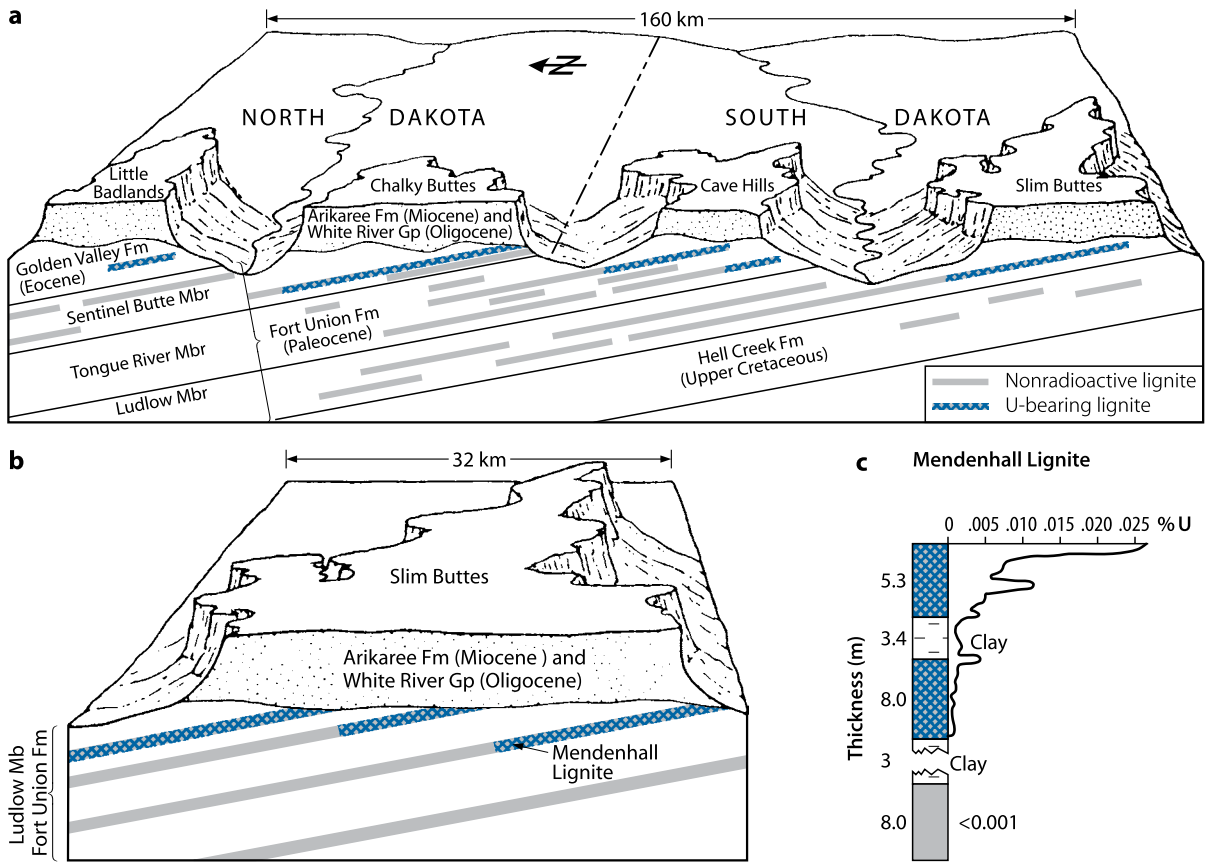 a
160 km
N
NORTH DAKOTA
SOUTH DAKOTA
Little
Badlands
Chalky Buttes
Cave Hills
Slim Buttes
Arikaree Fm (Miocene) and
White River Gp (Oligocene)
Golden Valley Fm
(Eocene)
Sentinel Butte Mbr
Tongue River Mbr
Ludlow Mbr
Fort Union Fm
(Paleocene)
Hell Creek Fm
(Upper Cretaceous)
Nonradioactive lignite
U-bearing lignite
b
32 km
Slim Buttes
Arikaree Fm (Miocene ) and
White River Gp (Oligocene)
Mendenhall
Lignite
Ludlow Mb
Fort Union Fm
c
Mendenhall Lignite
0 .005 .010 .015 .020 .025 % U
Thickness (m)
5.3
3.4
Clay
8.0
3
Clay
8.0
<0.001